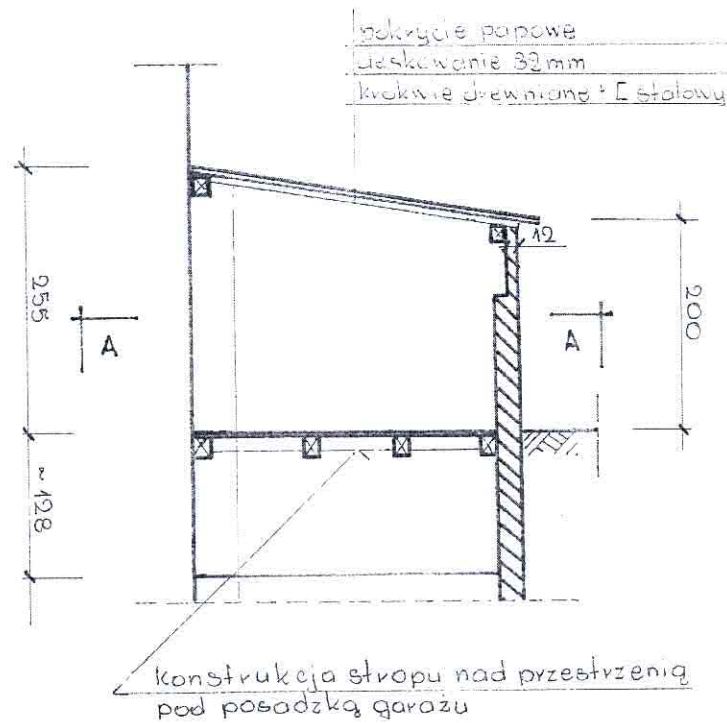 pokrycie papowe
deskowanie 32mm
krokwie drewniane + [ stalowy
12
255
200
A
A
~128
konstrukcja stropu nad przestrzenią
pod posadzką garażu